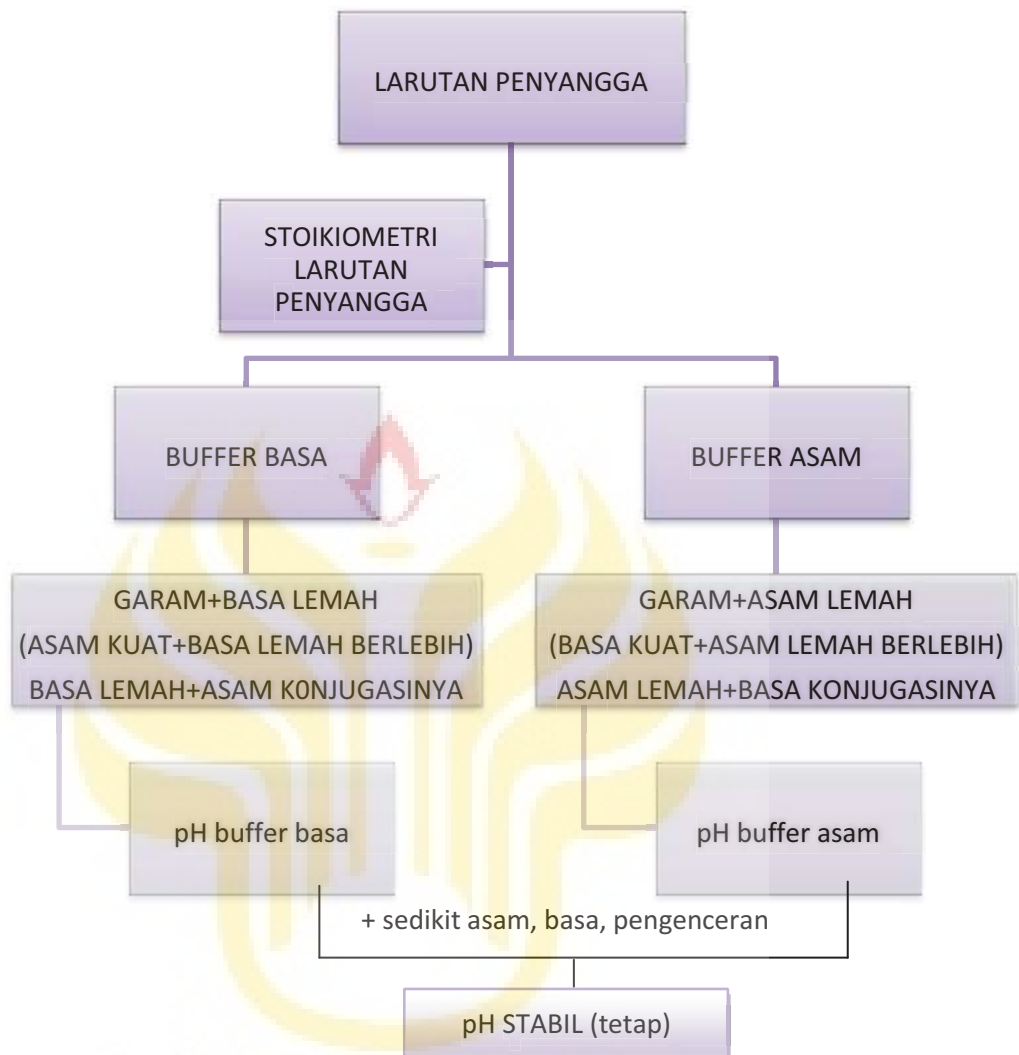 LARUTAN PENYANGGA
STOIKIOMETRI
LARUTAN
PENYANGGA
BUFFER BASA
BUFFER ASAM
GARAM+BASA LEMAH
(ASAM KUAT+BASA LEMAH BERLEBIH)
BASA LEMAH+ASAM K0NJUGASINYA
GARAM+ASAM LEMAH
(BASA KUAT+ASAM LEMAH BERLEBIH)
ASAM LEMAH+BASA KONJUGASINYA
pH buffer basa
pH buffer asam
+ sedikit asam, basa, pengenceran
pH STABIL (tetap)